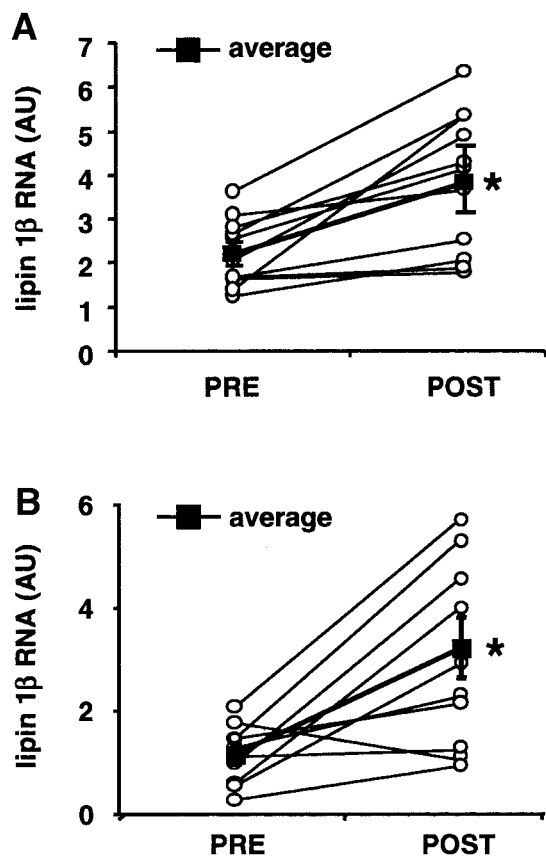 A
average
lipin 1β RNA (AU)
7
6
5
4
3
2
1
0
*
PRE POST
B
average
lipin 1β RNA (AU)
6
4
2
0
*
PRE POST